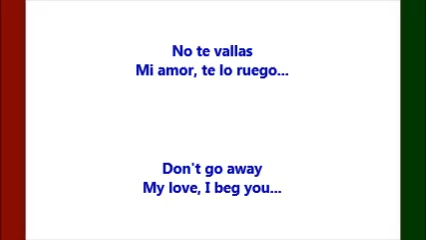 No te vallas
Mi amor, te lo ruego...
Don't go away
My love, I beg you...